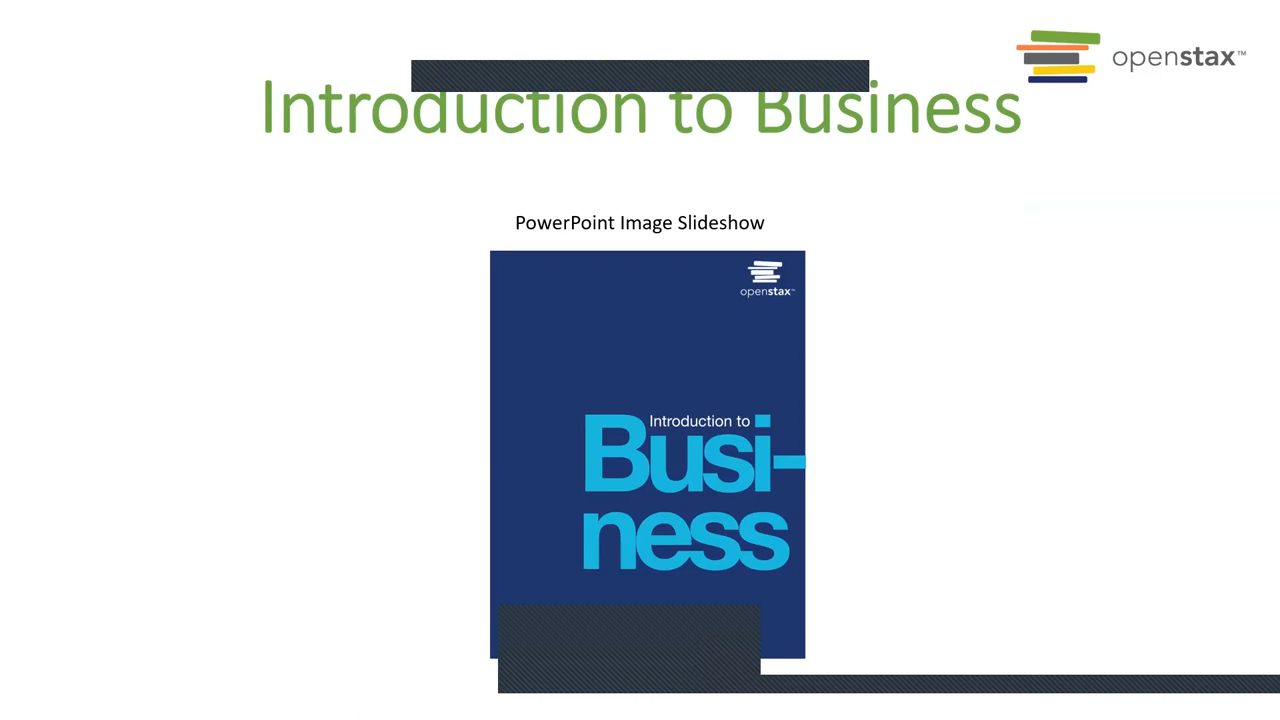 openstax™
Introduction to Business
PowerPoint Image Slideshow
openstax™
Introduction to
Busi-
ness